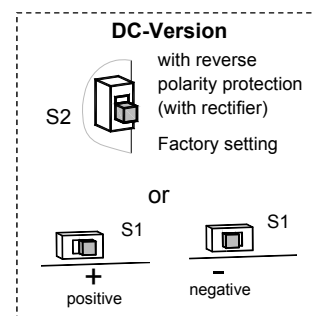 DC-Version
with reverse
polarity protection
(with rectifier)
S2
Factory setting
or
S1
S1
+
-
positive
negative